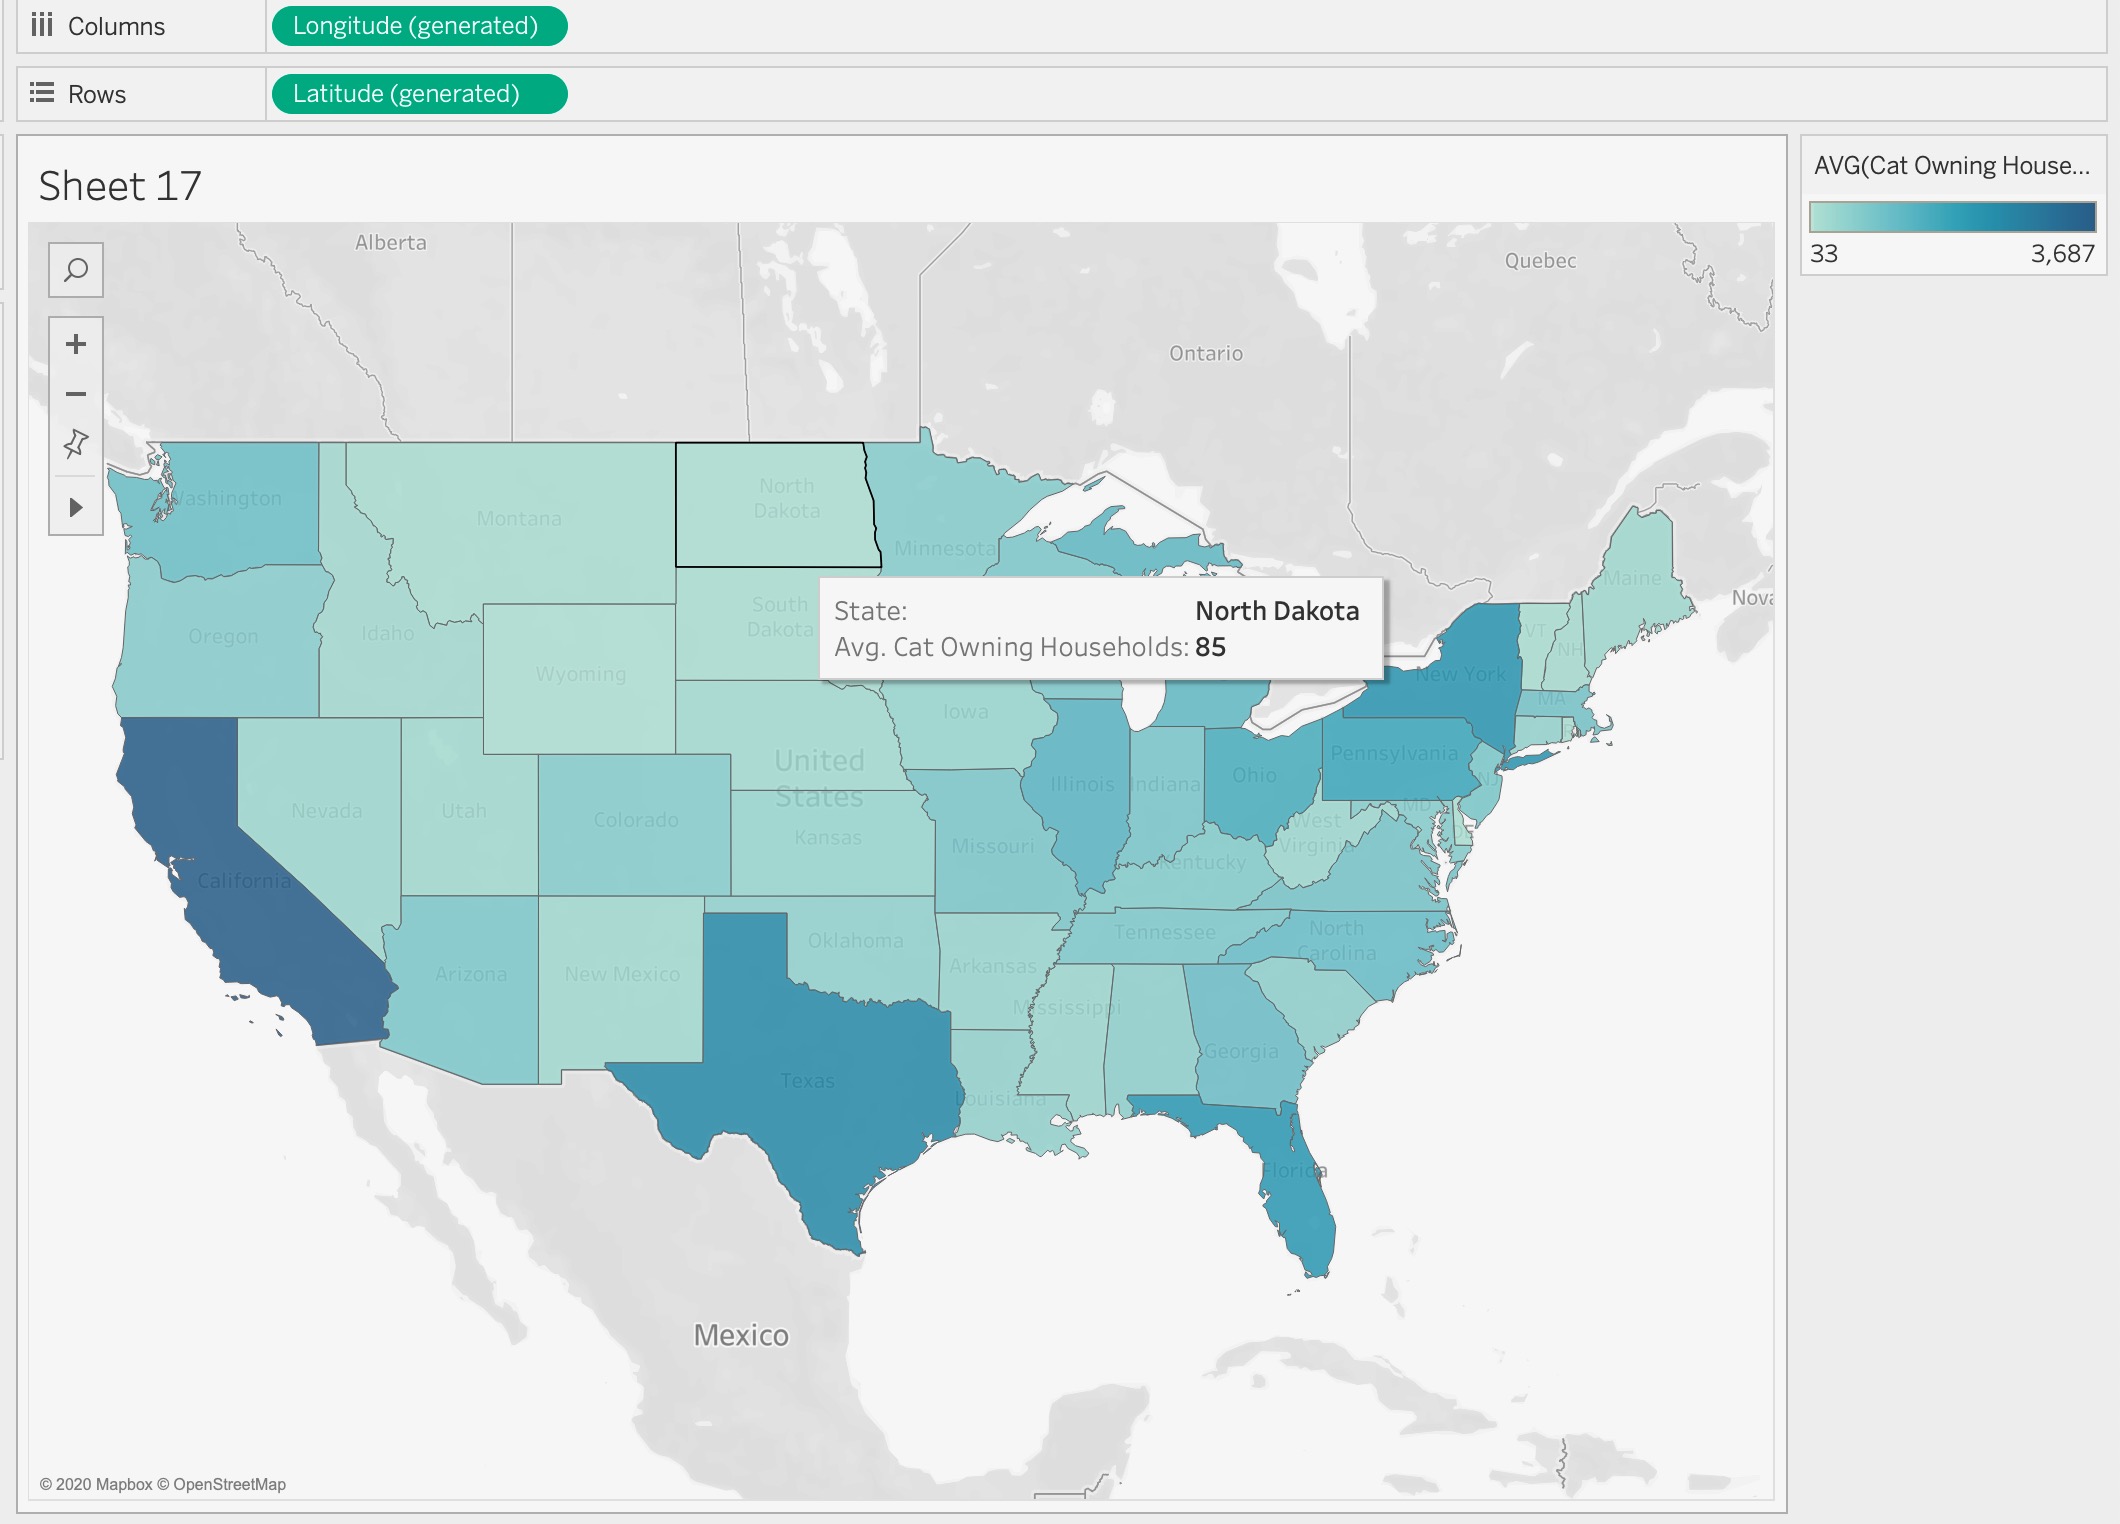 Columns
Longitude (generated)
Rows
Latitude (generated)
Sheet 17
AVG(Cat Owning House...
33
3,687
Alberta
Quebec
Ontario
Nova
Washington
Montana
North
Dakota
Minnesota
Maine
Oregon
Idaho
South
Dakota
State: North Dakota
Avg. Cat Owning Households: 85
VT
NH
Wyoming
New York
MA
Iowa
United
States
Pennsylvania
Nevada
Utah
Colorado
Kansas
Missouri
Illinois
Indiana
Ohio
NJ
MD
DE
West
Virginia
Kentucky
California
Arizona
New Mexico
Oklahoma
Arkansas
Tennessee
North
Carolina
Mississippi
Georgia
Texas
Louisiana
Florida
Mexico
© 2020 Mapbox © OpenStreetMap